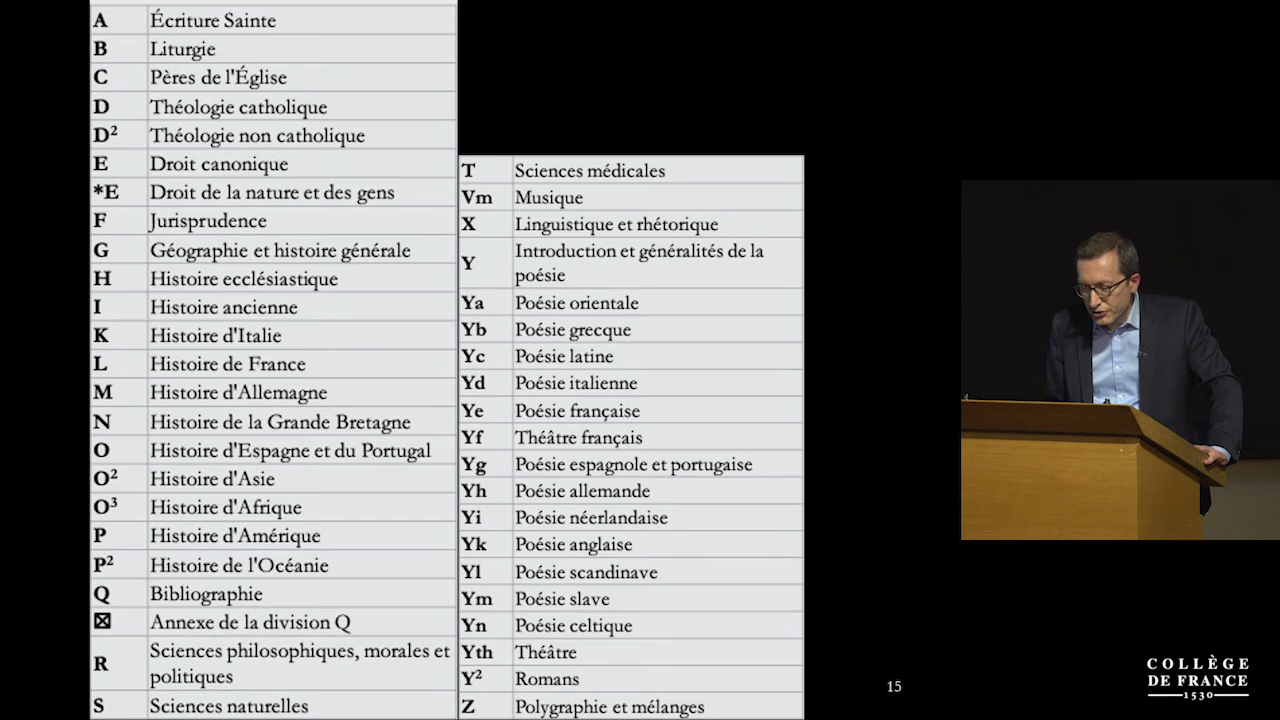 A Écriture Sainte
B Liturgie
C Pères de l'Église
D Théologie catholique
D² Théologie non catholique
E Droit canonique
*E Droit de la nature et des gens
F Jurisprudence
G Géographie et histoire générale
H Histoire ecclésiastique
I Histoire ancienne
K Histoire d'Italie
L Histoire de France
M Histoire d'Allemagne
N Histoire de la Grande Bretagne
O Histoire d'Espagne et du Portugal
O² Histoire d'Asie
O³ Histoire d'Afrique
P Histoire d'Amérique
P² Histoire de l'Océanie
Q Bibliographie
⊠ Annexe de la division Q
R Sciences philosophiques, morales et
politiques
S Sciences naturelles
T Sciences médicales
Vm Musique
X Linguistique et rhétorique
Y Introduction et généralités de la
poésie
Ya Poésie orientale
Yb Poésie grecque
Yc Poésie latine
Yd Poésie italienne
Ye Poésie française
Yf Théâtre français
Yg Poésie espagnole et portugaise
Yh Poésie allemande
Yi Poésie néerlandaise
Yk Poésie anglaise
Yl Poésie scandinave
Ym Poésie slave
Yn Poésie celtique
Yth Théâtre
Y² Romans
Z Polygraphie et mélanges
15
COLLÈGE
DE FRANCE
1530